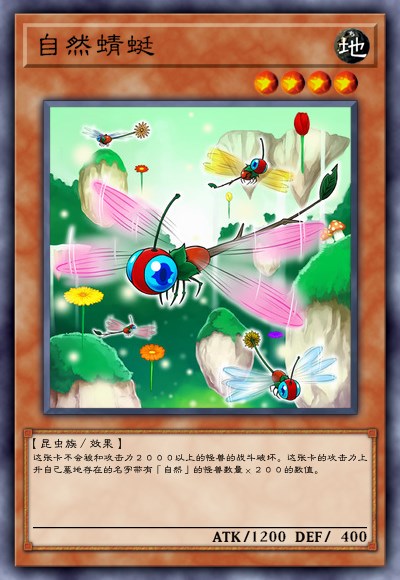 自然蜻蜓
地
【昆虫族／效果】
这张卡不会被和攻击力２０００以上的怪兽的战斗破坏。这张卡的攻击力上
升自己墓地存在的名字带有「自然」的怪兽数量×２００的数值。
ATK/1200 DEF/ 400